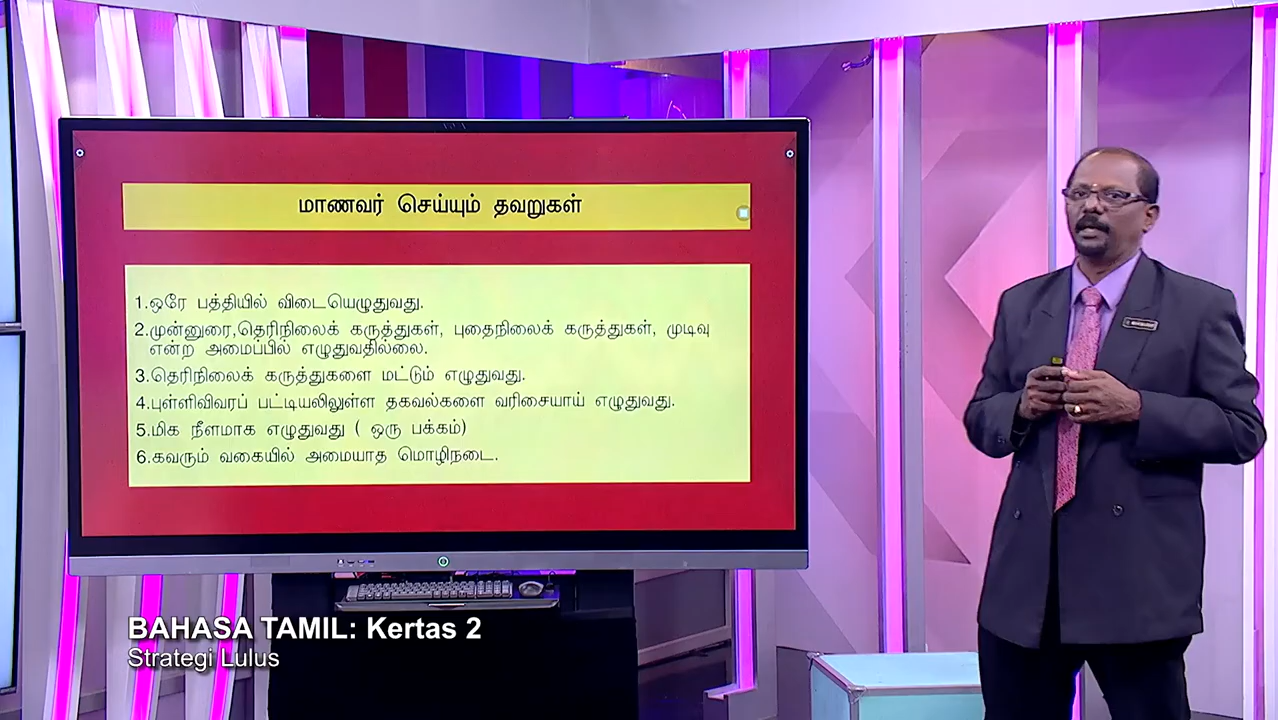 மாணவர் செய்யும் தவறுகள்
1.ஒரே பத்தியில் விடையெழுதுவது.
2.முன்னுரை,தெரிநிலைக் கருத்துகள், புதைநிலைக் கருத்துகள், முடிவு
என்ற அமைப்பில் எழுதுவதில்லை.
3.தெரிநிலைக் கருத்துகளை மட்டும் எழுதுவது.
4.புள்ளிவிவரப் பட்டியலிலுள்ள தகவல்களை வரிசையாய் எழுதுவது.
5.மிக நீளமாக எழுதுவது ( ஒரு பக்கம்)
6.கவரும் வகையில் அமையாத மொழிநடை.
BAHASA TAMIL: Kertas 2
Strategi Lulus